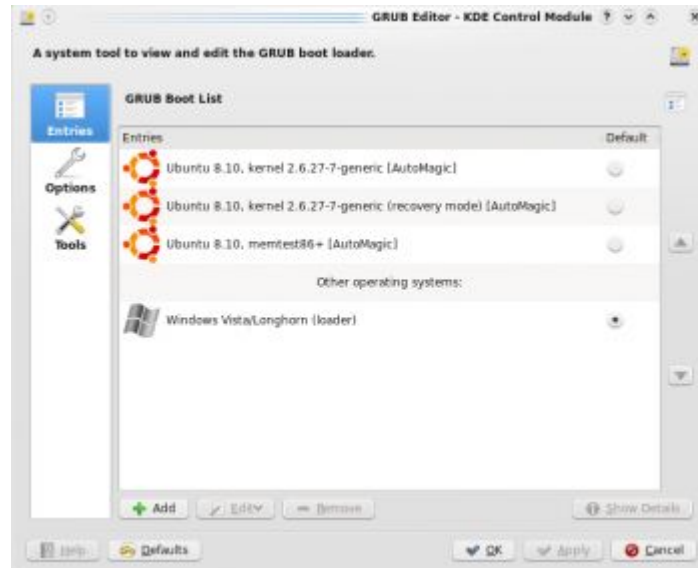 GRUB Editor - KDE Control Module
A system tool to view and edit the GRUB boot loader.
Entries
Options
Tools
GRUB Boot List
Entries Default
Ubuntu 8.10, kernel 2.6.27-7-generic [AutoMagic]
Ubuntu 8.10, kernel 2.6.27-7-generic (recovery mode) [AutoMagic]
Ubuntu 8.10, memtest86+ [AutoMagic]
Other operating systems:
Windows Vista/Longhorn (loader)
Add Edit Remove Show Details
Help Defaults OK Apply Cancel